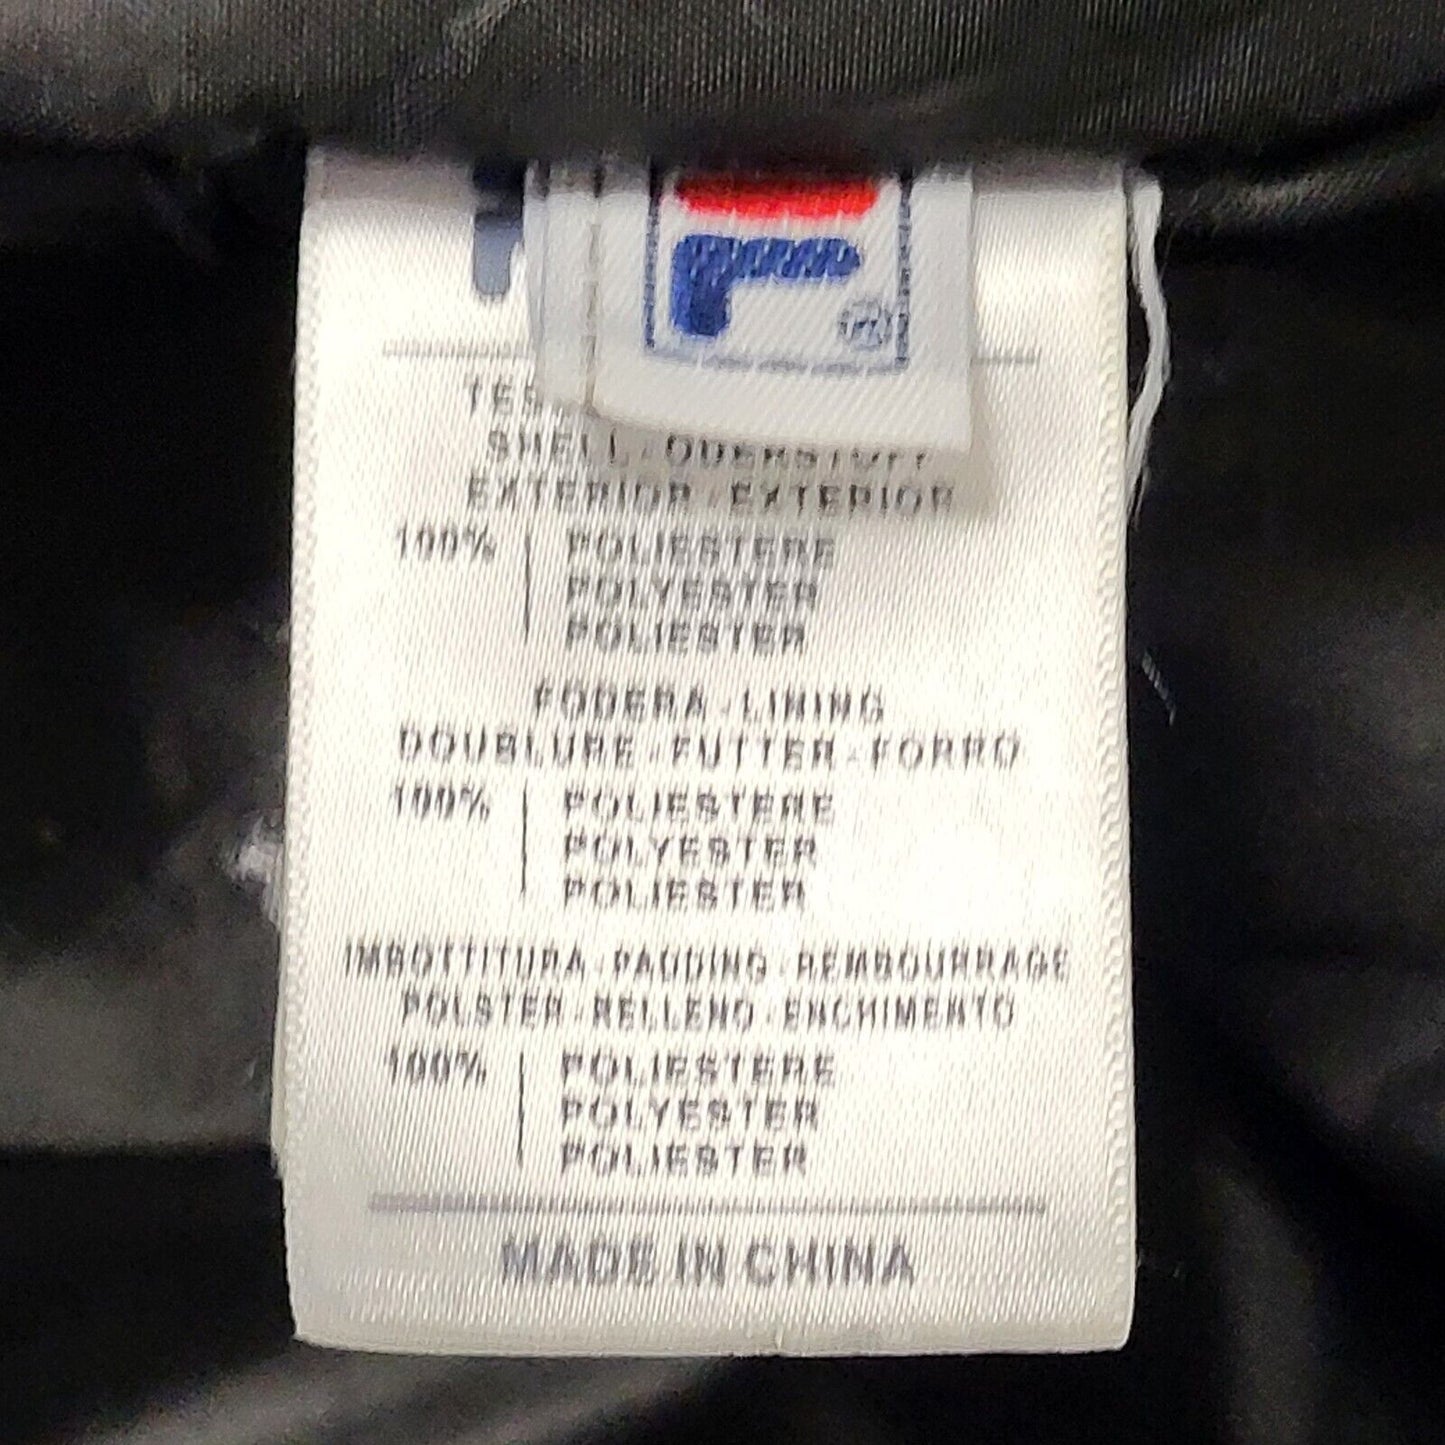 ®
SHELL - OBERSTOFF
EXTERIOR - EXTERIOR
100% POLIESTERE
POLYESTER
POLIESTER
FODERA - LINING
DOUBLURE - FUTTER - FORRO
100% POLIESTERE
POLYESTER
POLIESTER
IMBOTTITURA - PADDING - REMBOURRAGE
POLSTER - RELLENO - ENCHIMENTO
100% POLIESTERE
POLYESTER
POLIESTER
MADE IN CHINA